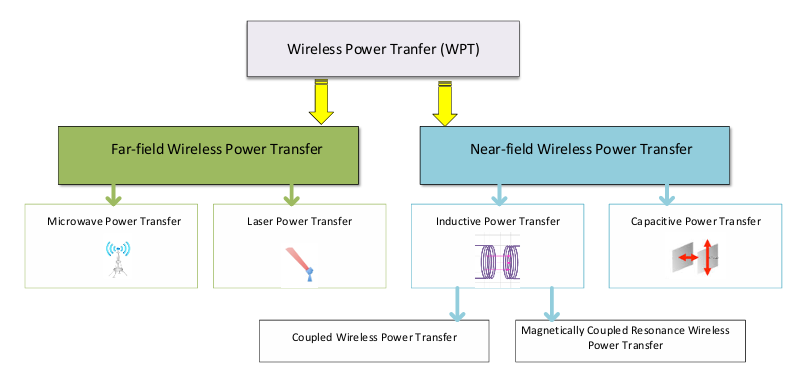 Wireless Power Tranfer (WPT)
Far-field Wireless Power Transfer
Near-field Wireless Power Transfer
Microwave Power Transfer
Laser Power Transfer
Inductive Power Transfer
Capacitive Power Transfer
Coupled Wireless Power Transfer
Magnetically Coupled Resonance Wireless
Power Transfer